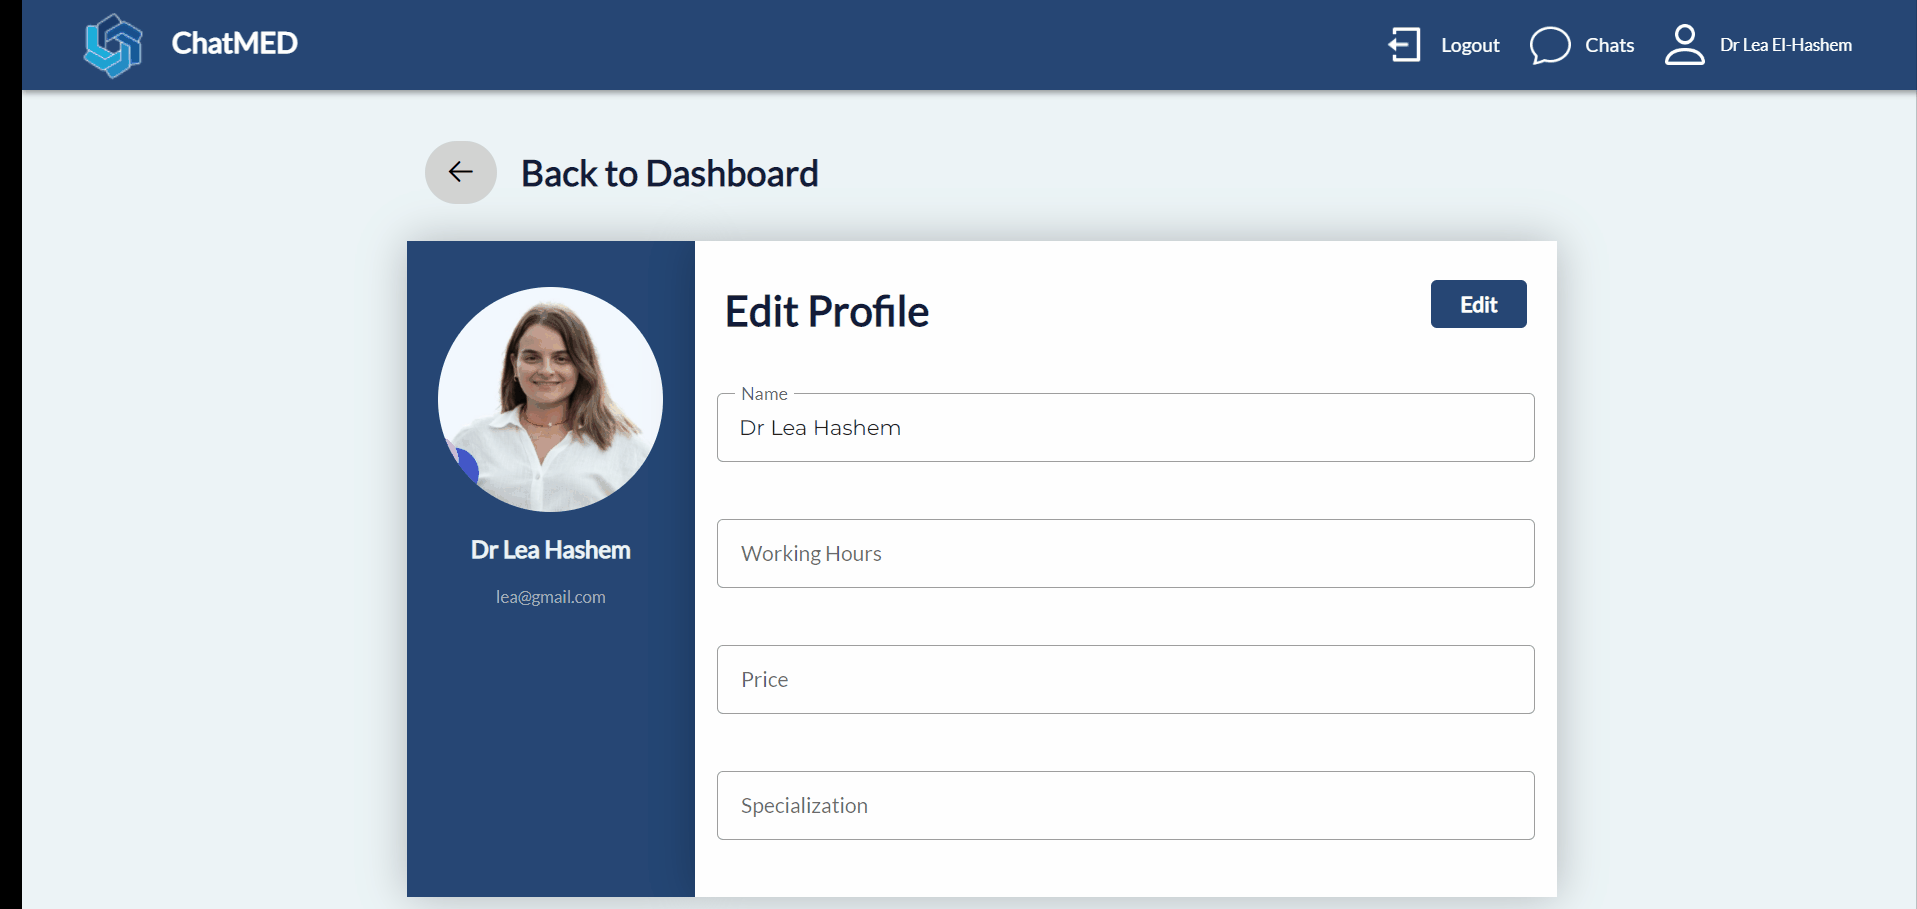 ChatMED
Logout
Chats
Dr Lea El-Hashem
Back to Dashboard
Dr Lea Hashem
lea@gmail.com
Edit Profile
Edit
Name
Dr Lea Hashem
Working Hours
Price
Specialization